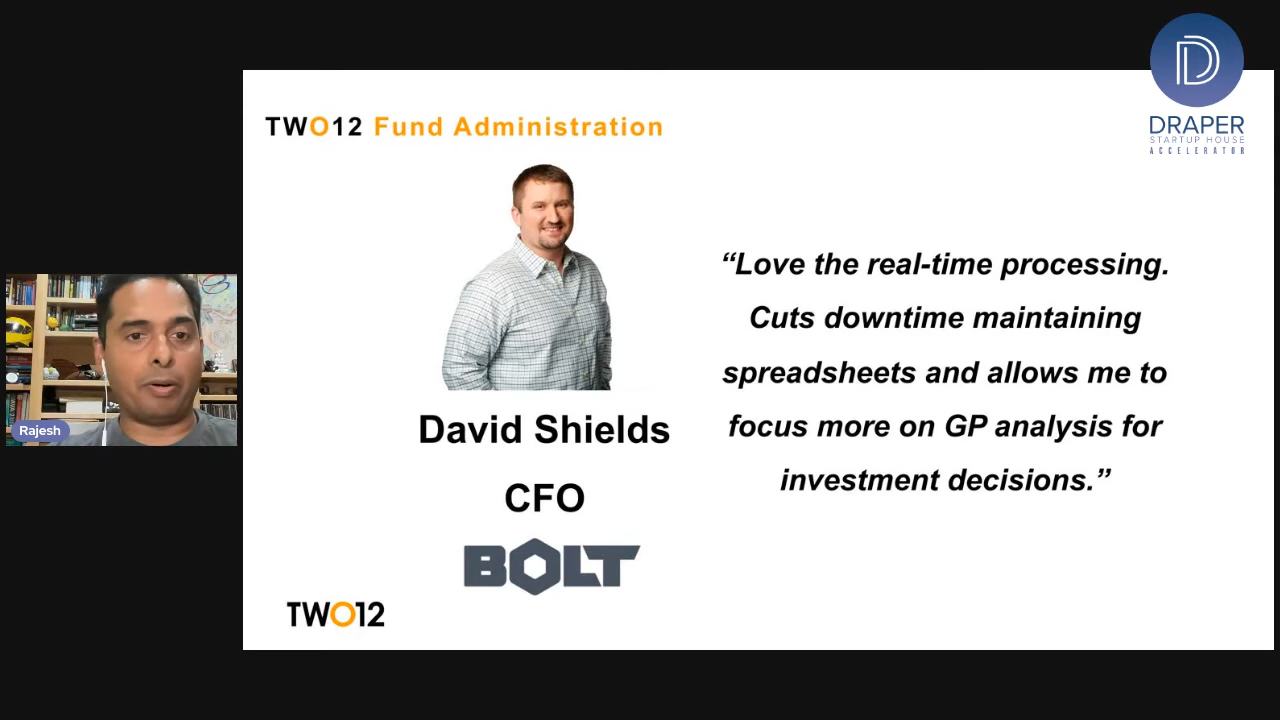 DRAPER
STARTUP HOUSE
ACCELERATOR
TWO12 Fund Administration
“Love the real-time processing.
Cuts downtime maintaining
spreadsheets and allows me to
focus more on GP analysis for
investment decisions.”
David Shields
CFO
BOLT
TWO12
Rajesh